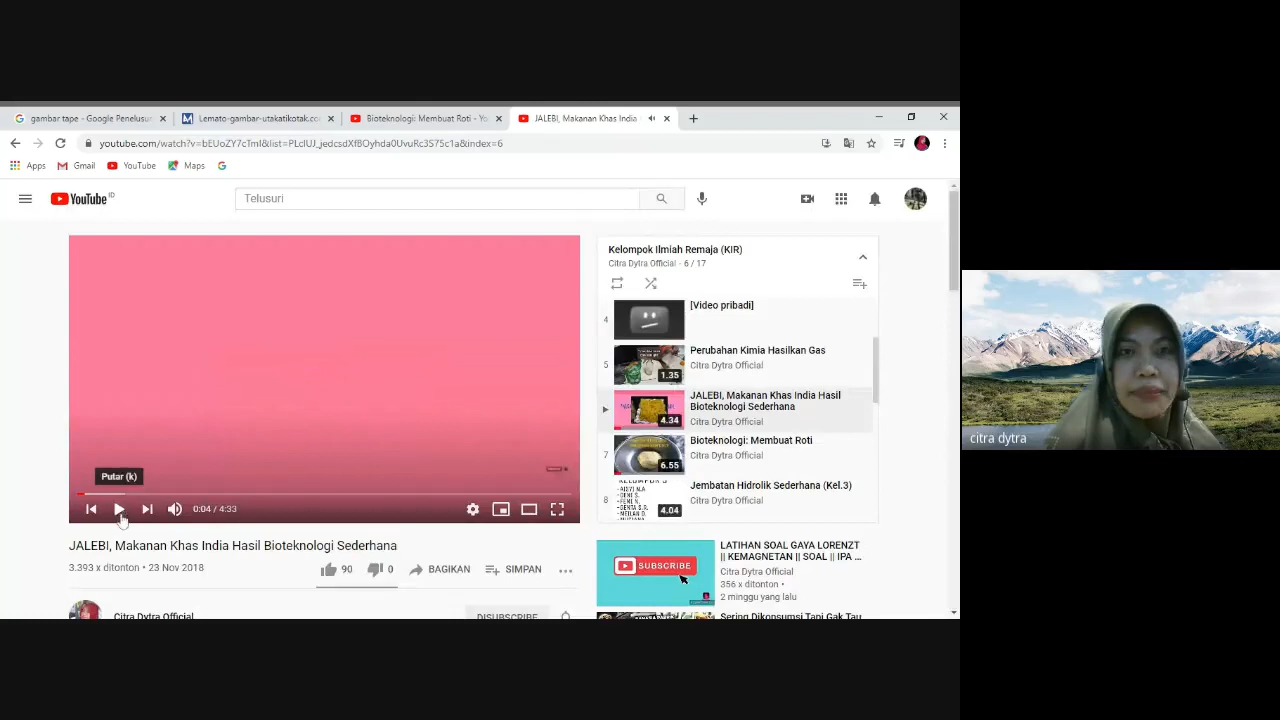 gambar tape - Google Penelusur
Lemato-gambar-utakatikotak.co
Bioteknologi: Membuat Roti - Yo
JALEBI, Makanan Khas India
youtube.com/watch?v=bEUoZY7cTmI&list=PLcIUJ_jedcsdXfBOyhda0UvuRc3S75c1a&index=6
Apps
Gmail
YouTube
Maps
YouTube ID
Telusuri
Kelompok Ilmiah Remaja (KIR)
Citra Dytra Official - 6 / 17
4
[Video pribadi]
5
1.35
Perubahan Kimia Hasilkan Gas
Citra Dytra Official
4.34
JALEBI, Makanan Khas India Hasil
Bioteknologi Sederhana
Citra Dytra Official
7
6.55
Bioteknologi: Membuat Roti
Citra Dytra Official
8
4.04
Jembatan Hidrolik Sederhana (Kel.3)
Citra Dytra Official
Putar (k)
0:04 / 4:33
JALEBI, Makanan Khas India Hasil Bioteknologi Sederhana
3.393 x ditonton • 23 Nov 2018
90
0
BAGIKAN
SIMPAN
Citra Dytra Official
DISUBSCRIBE
SUBSCRIBE
LATIHAN SOAL GAYA LORENZT
|| KEMAGNETAN || SOAL || IPA ...
Citra Dytra Official
356 x ditonton •
2 minggu yang lalu
Sering Dikonsumsi Tapi Gak Tau
citra dytra